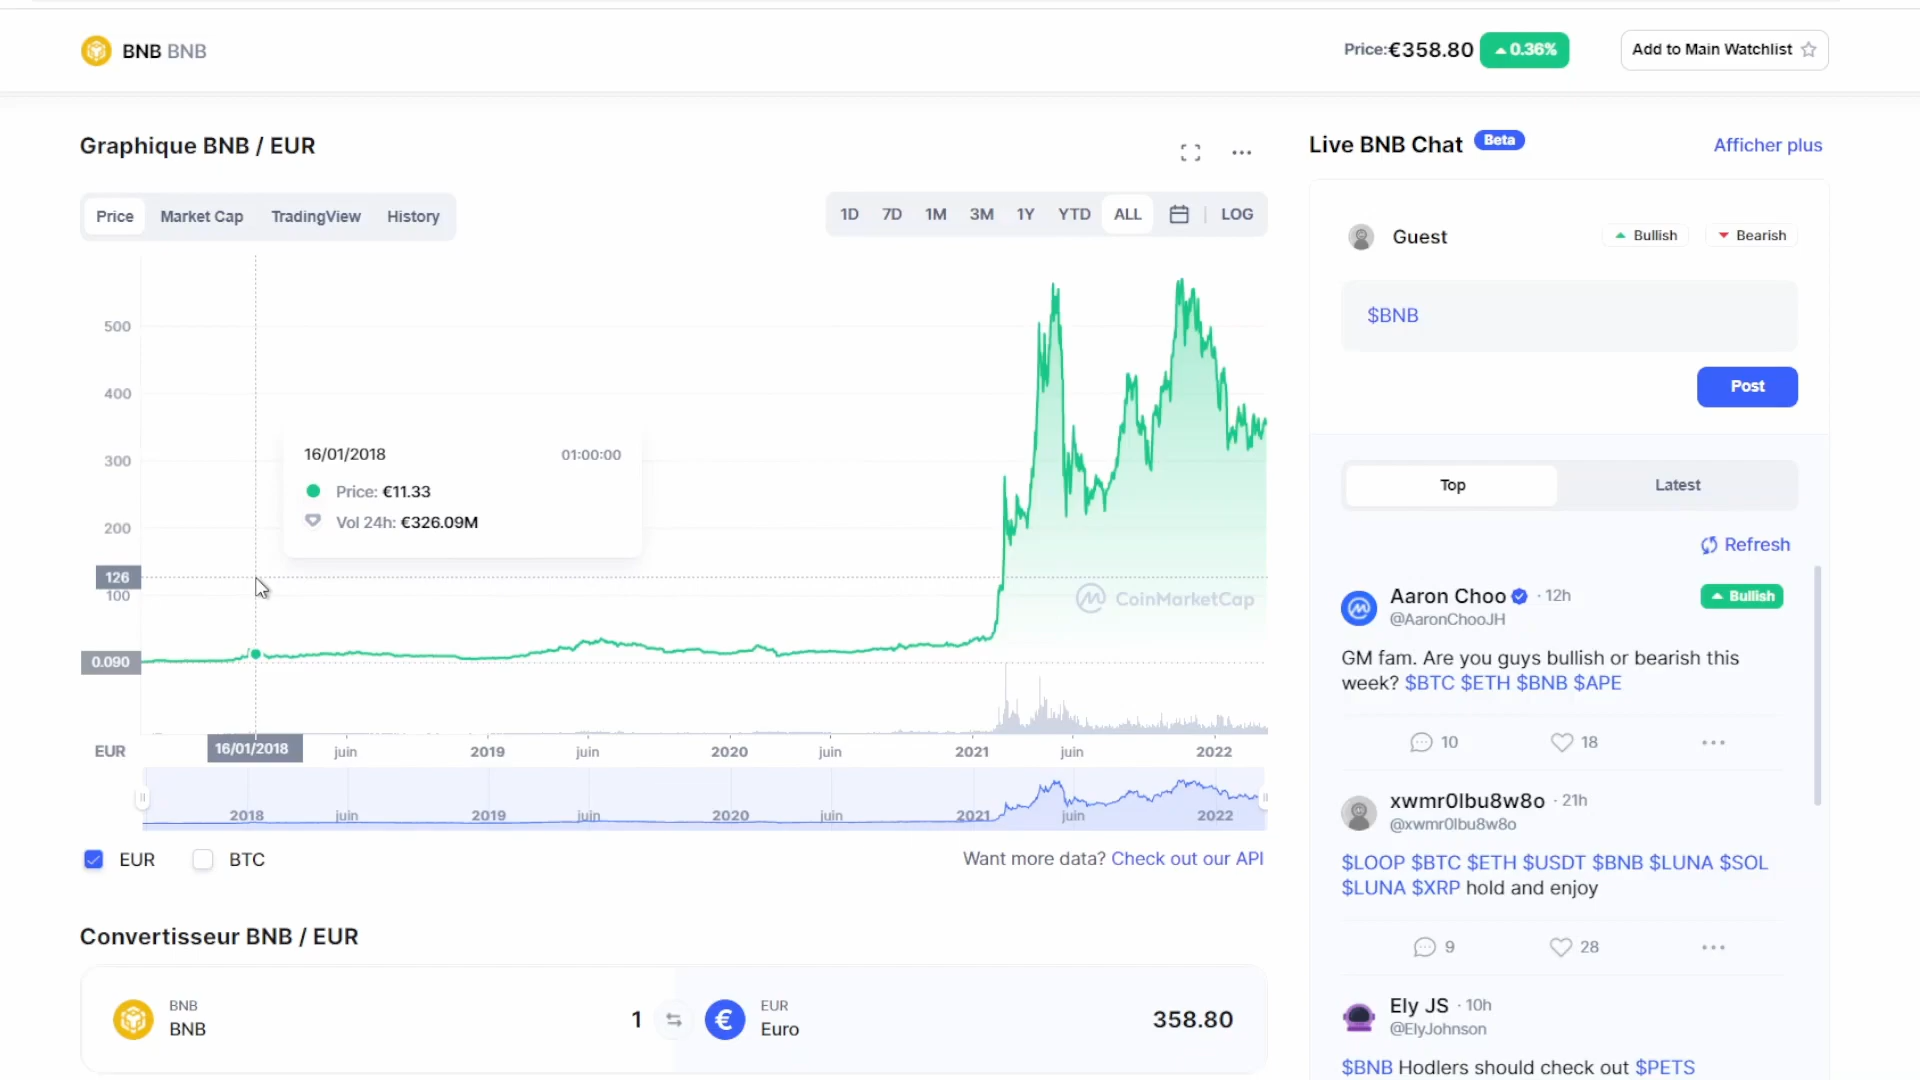 BNB BNB
Price:€358.80 0.36% Add to Main Watchlist
Graphique BNB / EUR
Price Market Cap TradingView History
1D 7D 1M 3M 1Y YTD ALL LOG
500
400
300
200
126
100
0.090
16/01/2018 01:00:00
Price: €11.33
Vol 24h: €326.09M
CoinMarketCap
EUR 16/01/2018 juin 2019 juin 2020 juin 2021 juin 2022
2018 juin 2019 juin 2020 juin 2021 juin 2022
EUR BTC
Want more data? Check out our API
Convertisseur BNB / EUR
BNB
BNB
1
EUR
Euro
358.80
Live BNB Chat Beta Afficher plus
Guest Bullish Bearish
$BNB
Post
Top Latest
Refresh
Aaron Choo · 12h Bullish
@AaronChooJH
GM fam. Are you guys bullish or bearish this
week? $BTC $ETH $BNB $APE
10 18
xwmr0lbu8w8o · 21h
@xwmr0lbu8w8o
$LOOP $BTC $ETH $USDT $BNB $LUNA $SOL
$LUNA $XRP hold and enjoy
9 28
Ely JS · 10h
@ElyJohnson
$BNB Hodlers should check out $PETS